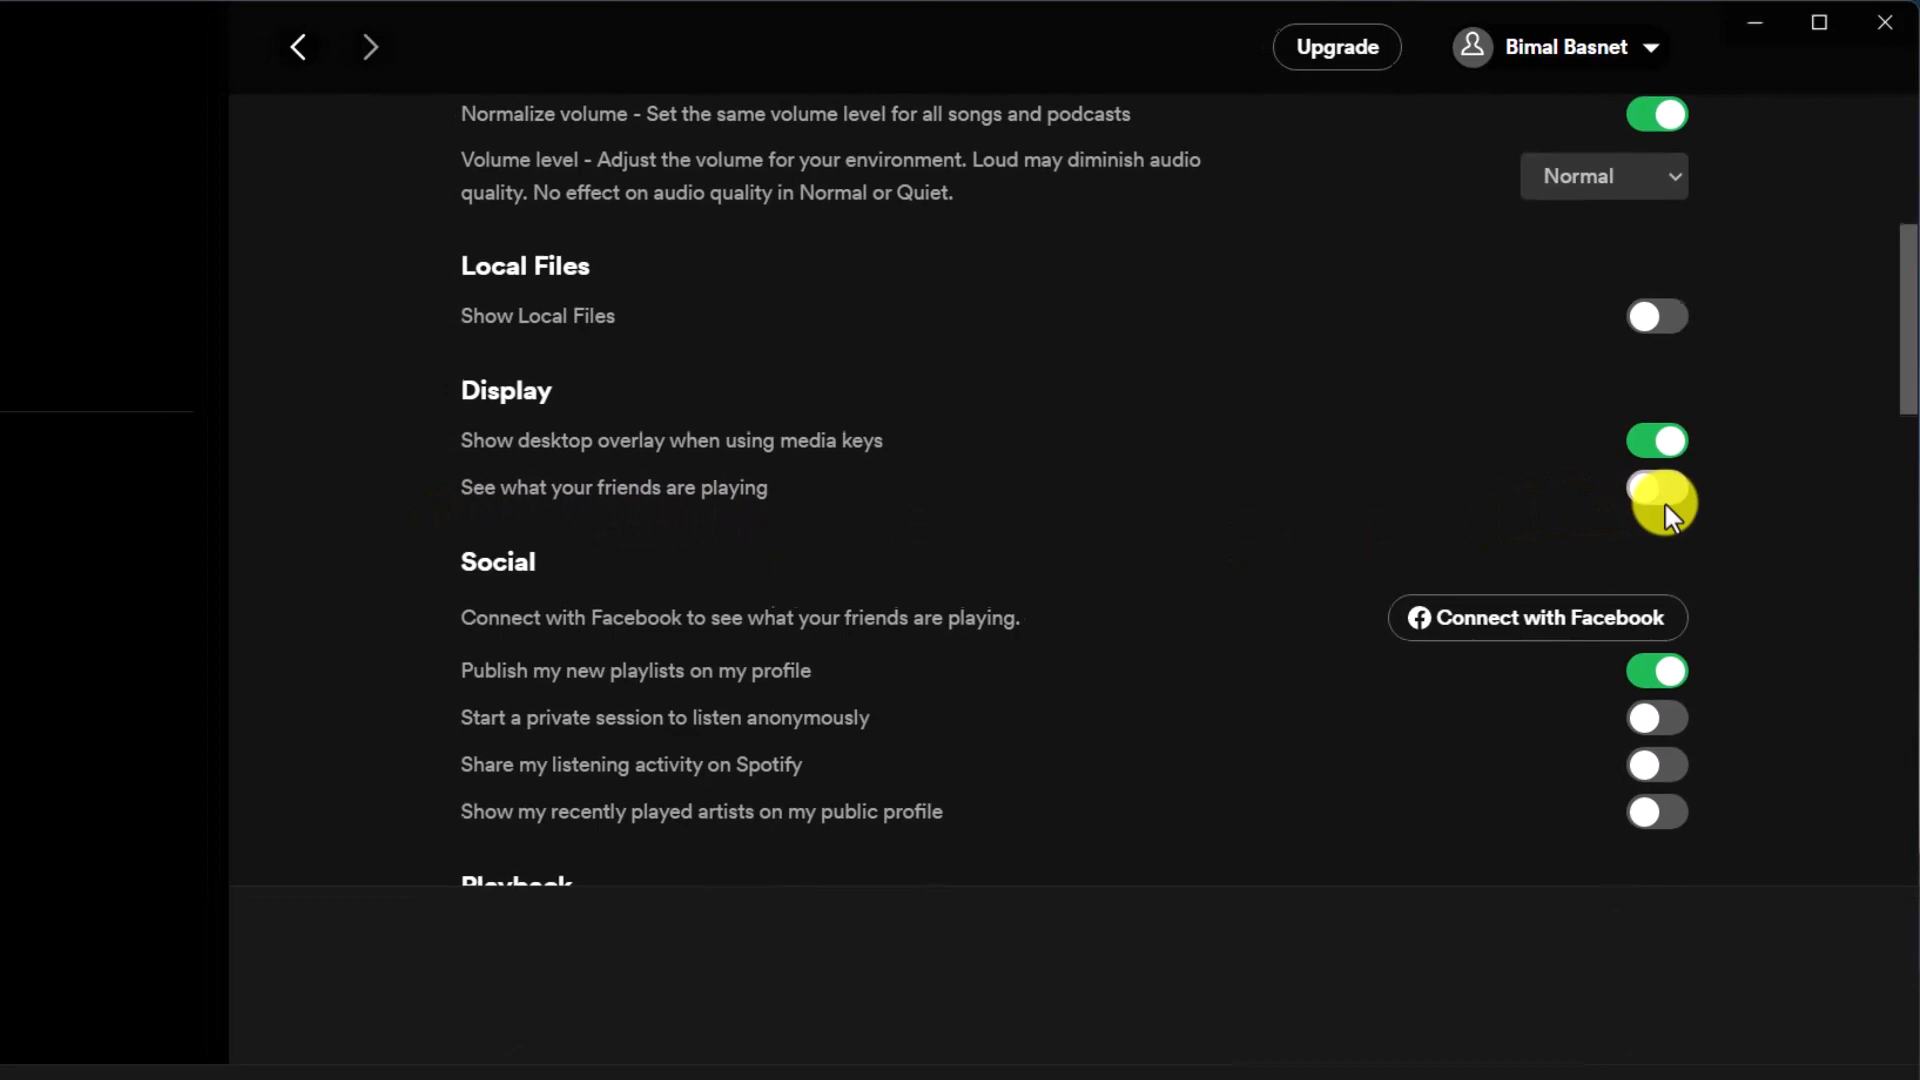 Upgrade
Bimal Basnet
Normalize volume - Set the same volume level for all songs and podcasts
Volume level - Adjust the volume for your environment. Loud may diminish audio
quality. No effect on audio quality in Normal or Quiet.
Normal
Local Files
Show Local Files
Display
Show desktop overlay when using media keys
See what your friends are playing
Social
Connect with Facebook to see what your friends are playing.
Connect with Facebook
Publish my new playlists on my profile
Start a private session to listen anonymously
Share my listening activity on Spotify
Show my recently played artists on my public profile
Playback